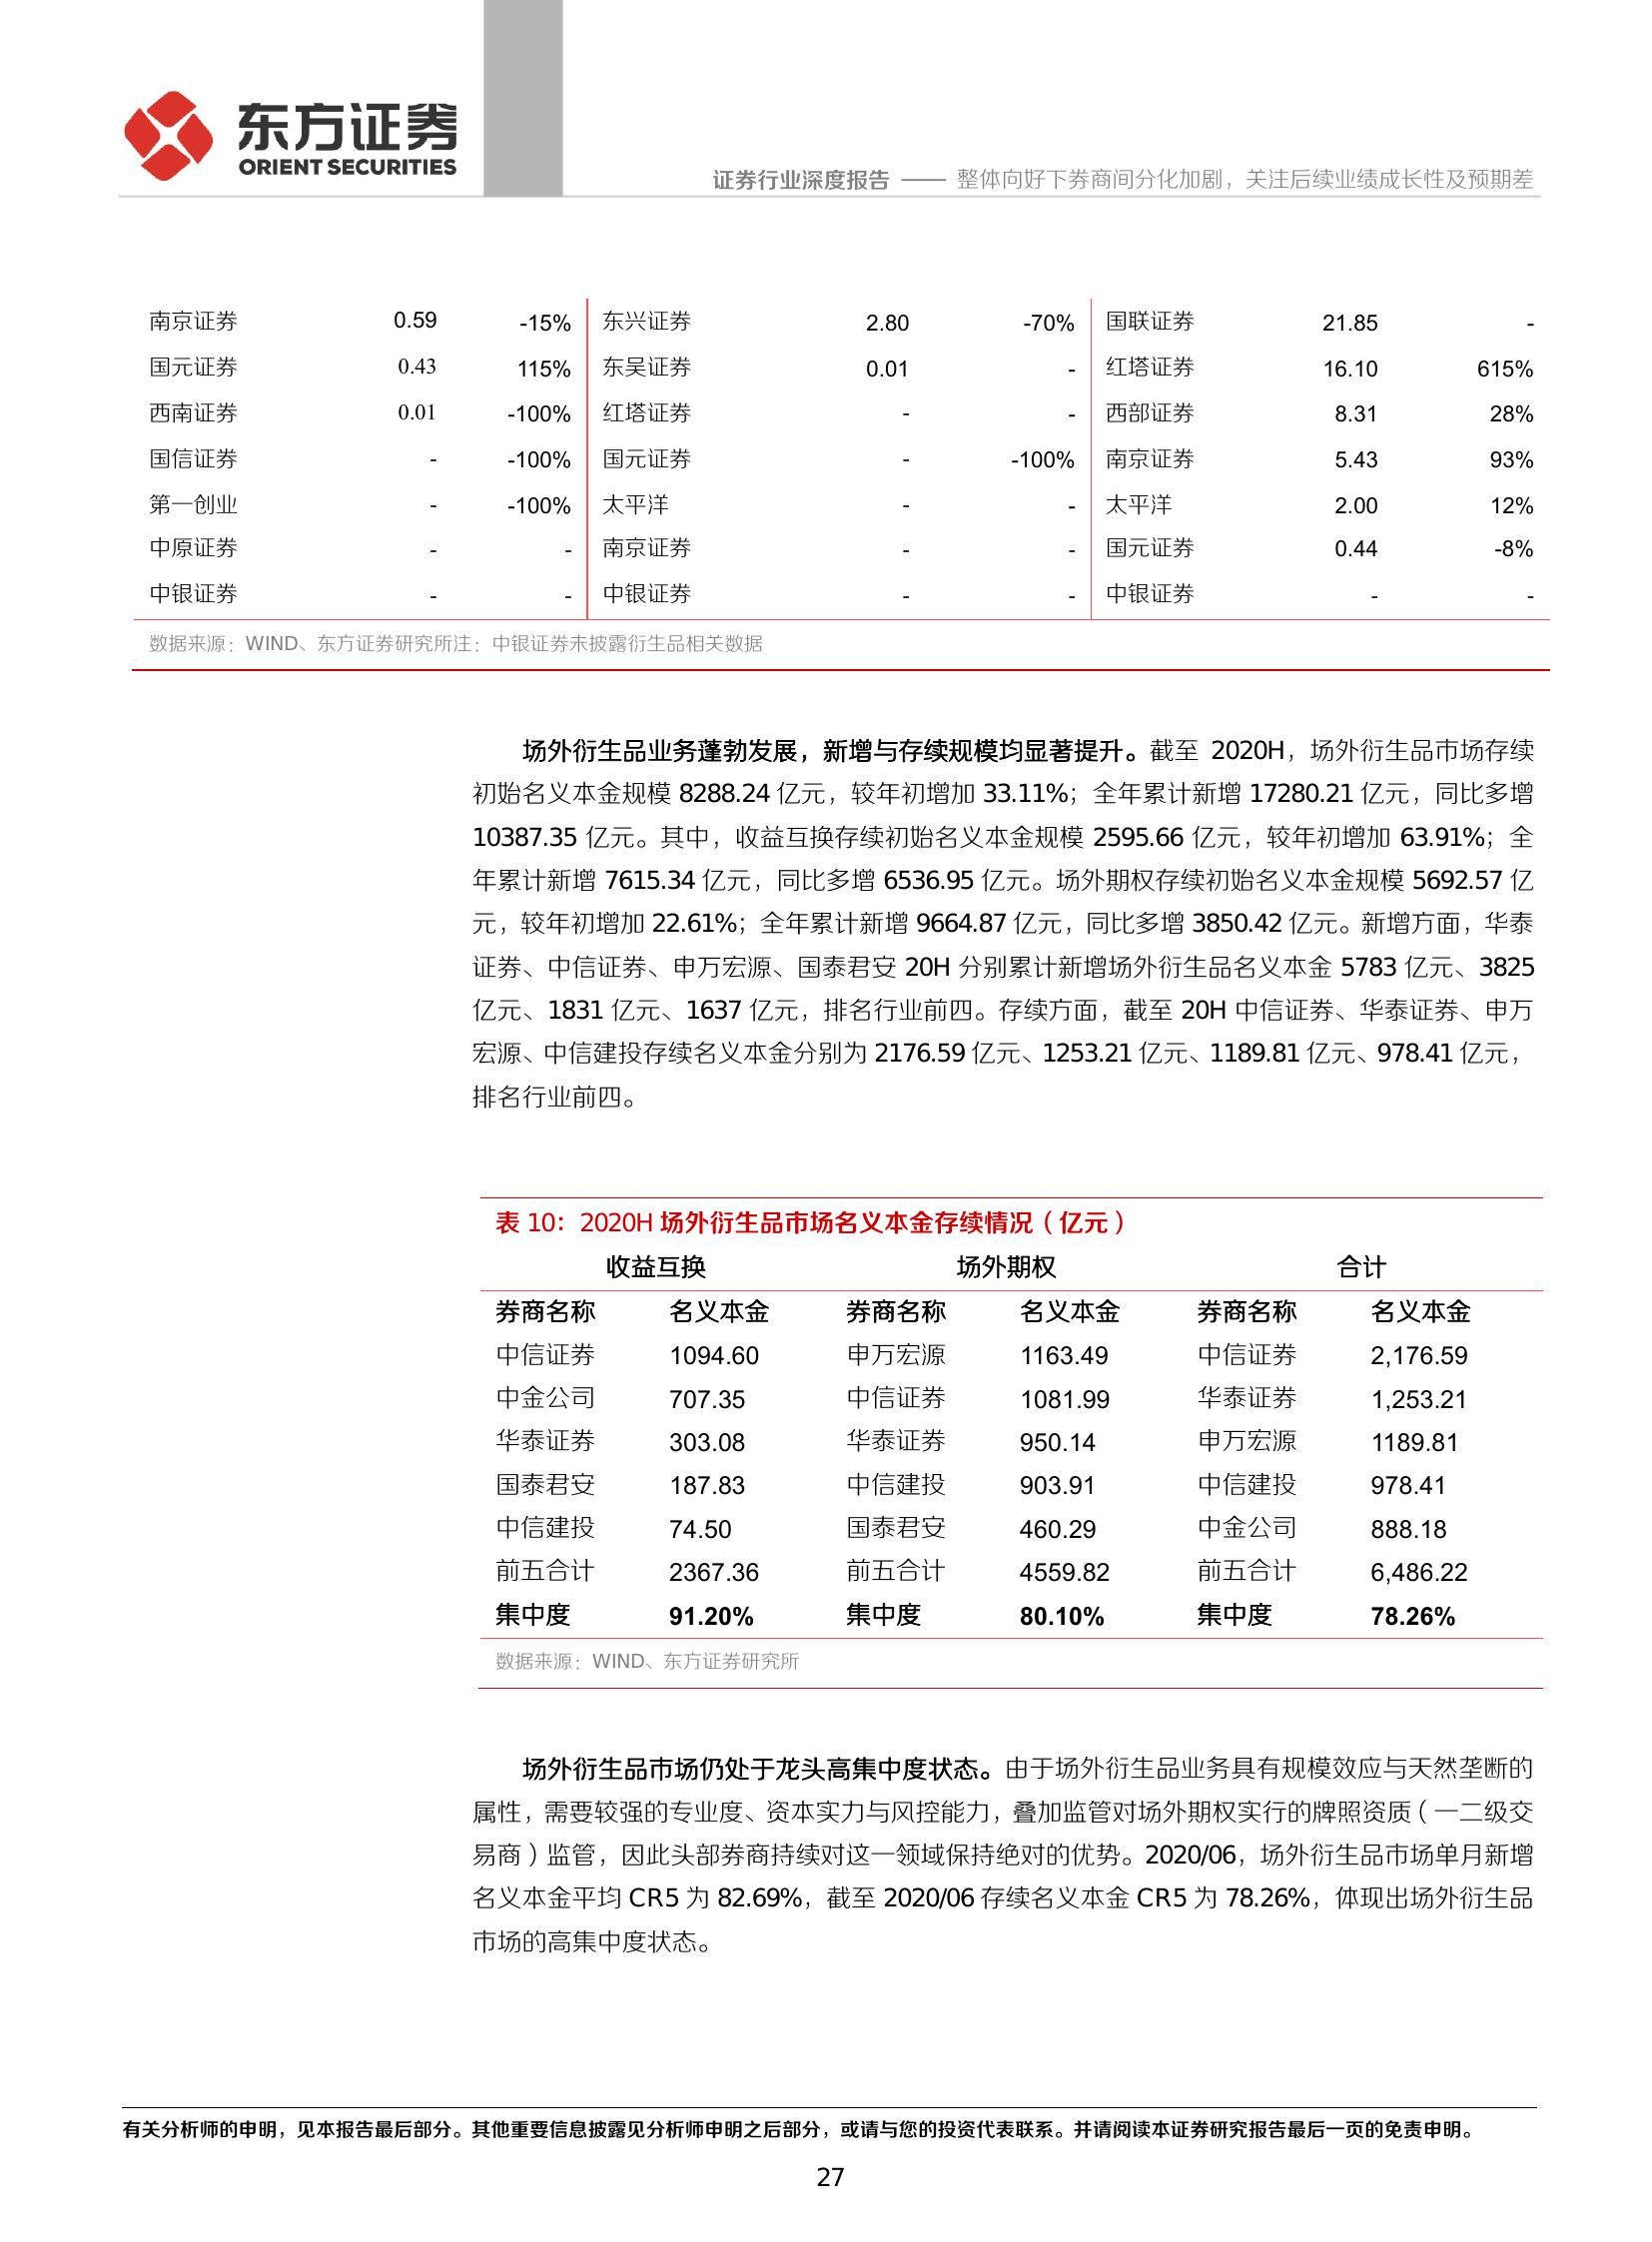 东方证券
ORIENT SECURITIES
证券行业深度报告 —— 整体向好下券商间分化加剧，关注后续业绩成长性及预期差
南京证券 0.59 -15% 东兴证券 2.80 -70% 国联证券 21.85 -
国元证券 0.43 115% 东吴证券 0.01 - 红塔证券 16.10 615%
西南证券 0.01 -100% 红塔证券 - - 西部证券 8.31 28%
国信证券 - -100% 国元证券 - -100% 南京证券 5.43 93%
第一创业 - -100% 太平洋 - - 太平洋 2.00 12%
中原证券 - - 南京证券 - - 国元证券 0.44 -8%
中银证券 - - 中银证券 - - 中银证券 - -
数据来源：WIND、东方证券研究所注：中银证券未披露衍生品相关数据
场外衍生品业务蓬勃发展，新增与存续规模均显著提升。截至 2020H，场外衍生品市场存续
初始名义本金规模 8288.24 亿元，较年初增加 33.11%；全年累计新增 17280.21 亿元，同比多增
10387.35 亿元。其中，收益互换存续初始名义本金规模 2595.66 亿元，较年初增加 63.91%；全
年累计新增 7615.34 亿元，同比多增 6536.95 亿元。场外期权存续初始名义本金规模 5692.57 亿
元，较年初增加 22.61%；全年累计新增 9664.87 亿元，同比多增 3850.42 亿元。新增方面，华泰
证券、中信证券、申万宏源、国泰君安 20H 分别累计新增场外衍生品名义本金 5783 亿元、3825
亿元、1831 亿元、1637 亿元，排名行业前四。存续方面，截至 20H 中信证券、华泰证券、申万
宏源、中信建投存续名义本金分别为 2176.59 亿元、1253.21 亿元、1189.81 亿元、978.41 亿元，
排名行业前四。
表 10：2020H 场外衍生品市场名义本金存续情况（亿元）
收益互换 场外期权 合计
券商名称 名义本金 券商名称 名义本金 券商名称 名义本金
中信证券 1094.60 申万宏源 1163.49 中信证券 2,176.59
中金公司 707.35 中信证券 1081.99 华泰证券 1,253.21
华泰证券 303.08 华泰证券 950.14 申万宏源 1189.81
国泰君安 187.83 中信建投 903.91 中信建投 978.41
中信建投 74.50 国泰君安 460.29 中金公司 888.18
前五合计 2367.36 前五合计 4559.82 前五合计 6,486.22
集中度 91.20% 集中度 80.10% 集中度 78.26%
数据来源：WIND、东方证券研究所
场外衍生品市场仍处于龙头高集中度状态。由于场外衍生品业务具有规模效应与天然垄断的
属性，需要较强的专业度、资本实力与风控能力，叠加监管对场外期权实行的牌照资质（一二级交
易商）监管，因此头部券商持续对这一领域保持绝对的优势。2020/06，场外衍生品市场单月新增
名义本金平均 CR5 为 82.69%，截至 2020/06 存续名义本金 CR5 为 78.26%，体现出场外衍生品
市场的高集中度状态。
有关分析师的申明，见本报告最后部分。其他重要信息披露见分析师申明之后部分，或请与您的投资代表联系。并请阅读本证券研究报告最后一页的免责申明。
27